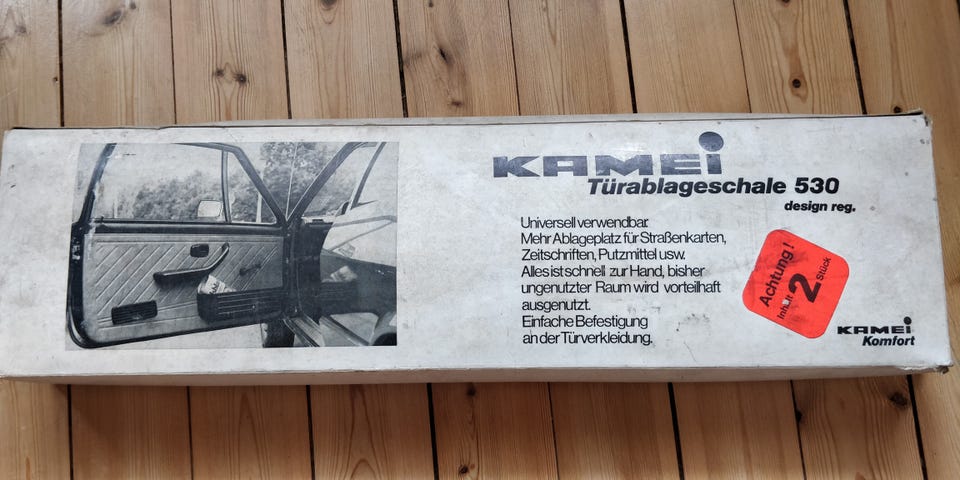 KAMEi
Türablageschale 530
design reg.
Universell verwendbar.
Mehr Ablageplatz für Straßenkarten,
Zeitschriften, Putzmittel usw.
Alles ist schnell zur Hand, bisher
ungenutzter Raum wird vorteilhaft
ausgenutzt.
Einfache Befestigung
an der Türverkleidung.
Achtung!
Inhalt
2
Stück
KAMEi
Komfort